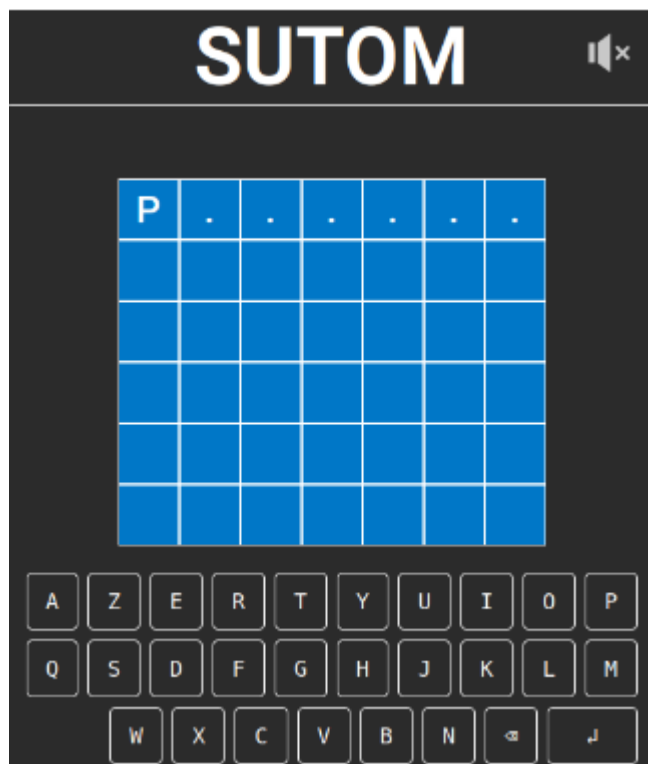 SUTOM
P . . . . . .
A Z E R T Y U I O P
Q S D F G H J K L M
W X C V B N ⌫ ↲